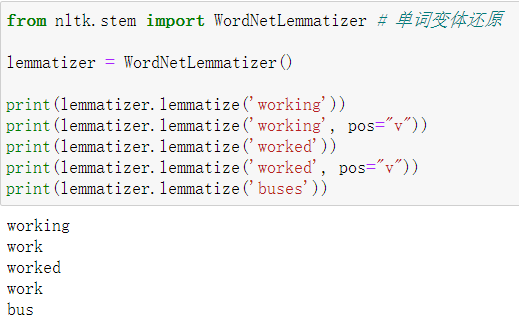 from nltk.stem import WordNetLemmatizer # 单词变体还原
lemmatizer = WordNetLemmatizer()
print(lemmatizer.lemmatize('working'))
print(lemmatizer.lemmatize('working', pos="v"))
print(lemmatizer.lemmatize('worked'))
print(lemmatizer.lemmatize('worked', pos="v"))
print(lemmatizer.lemmatize('buses'))
working
work
worked
work
bus